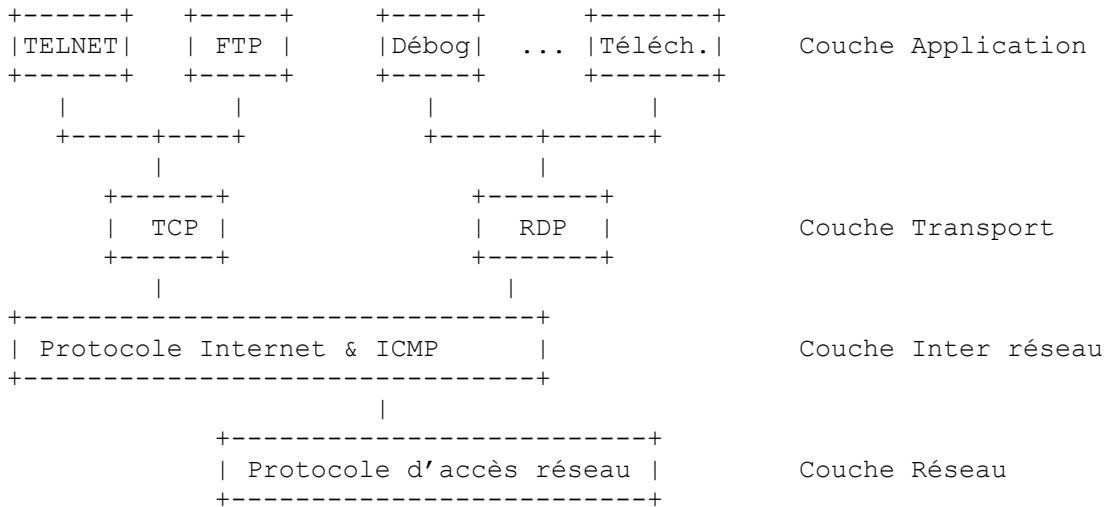 TELNET FTP Débog ... Téléch. Couche Application
TCP RDP Couche Transport
Protocole Internet & ICMP Couche Inter réseau
Protocole d’accès réseau Couche Réseau